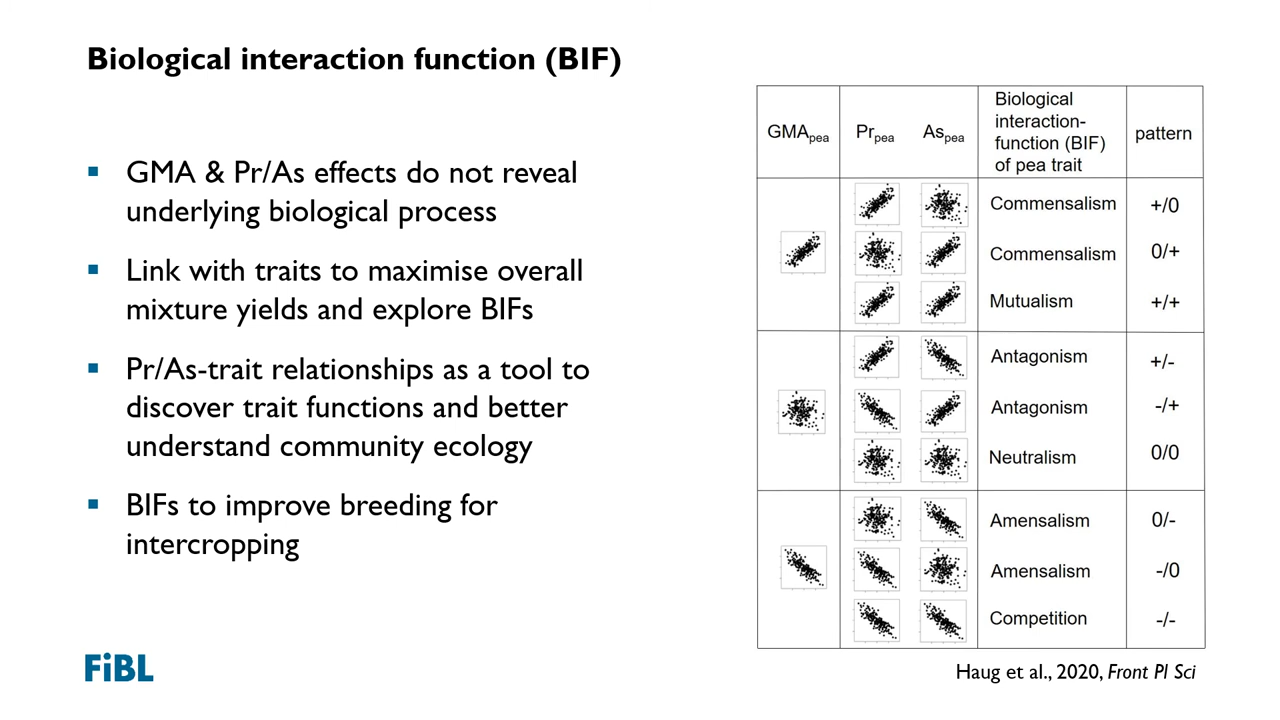 Biological interaction function (BIF)
▪ GMA & Pr/As effects do not reveal
underlying biological process
▪ Link with traits to maximise overall
mixture yields and explore BIFs
▪ Pr/As-trait relationships as a tool to
discover trait functions and better
understand community ecology
▪ BIFs to improve breeding for
intercropping
FiBL
GMApea Prpea Aspea Biological
interaction-
function (BIF)
of pea trait pattern
Commensalism +/0
Commensalism 0/+
Mutualism +/+
Antagonism +/-
Antagonism -/+
Neutralism 0/0
Amensalism 0/-
Amensalism -/0
Competition -/-
Haug et al., 2020, Front Pl Sci